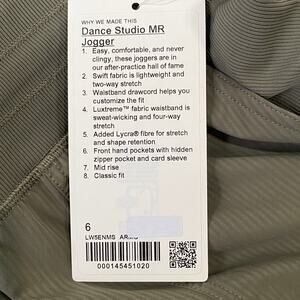 WHY WE MADE THIS
Dance Studio MR
Jogger
1. Easy, comfortable, and never
clingy, these joggers are in
our after-practice hall of fame
2. Swift fabric is lightweight and
two-way stretch
3. Waistband drawcord helps you
customize the fit
4. Luxtreme™ fabric waistband is
sweat-wicking and four-way
stretch
5. Added Lycra® fibre for stretch
and shape retention
6. Front hand pockets with hidden
zipper pocket and card sleeve
7. Mid rise
8. Classic fit
6
LW5ENMS
000145451020